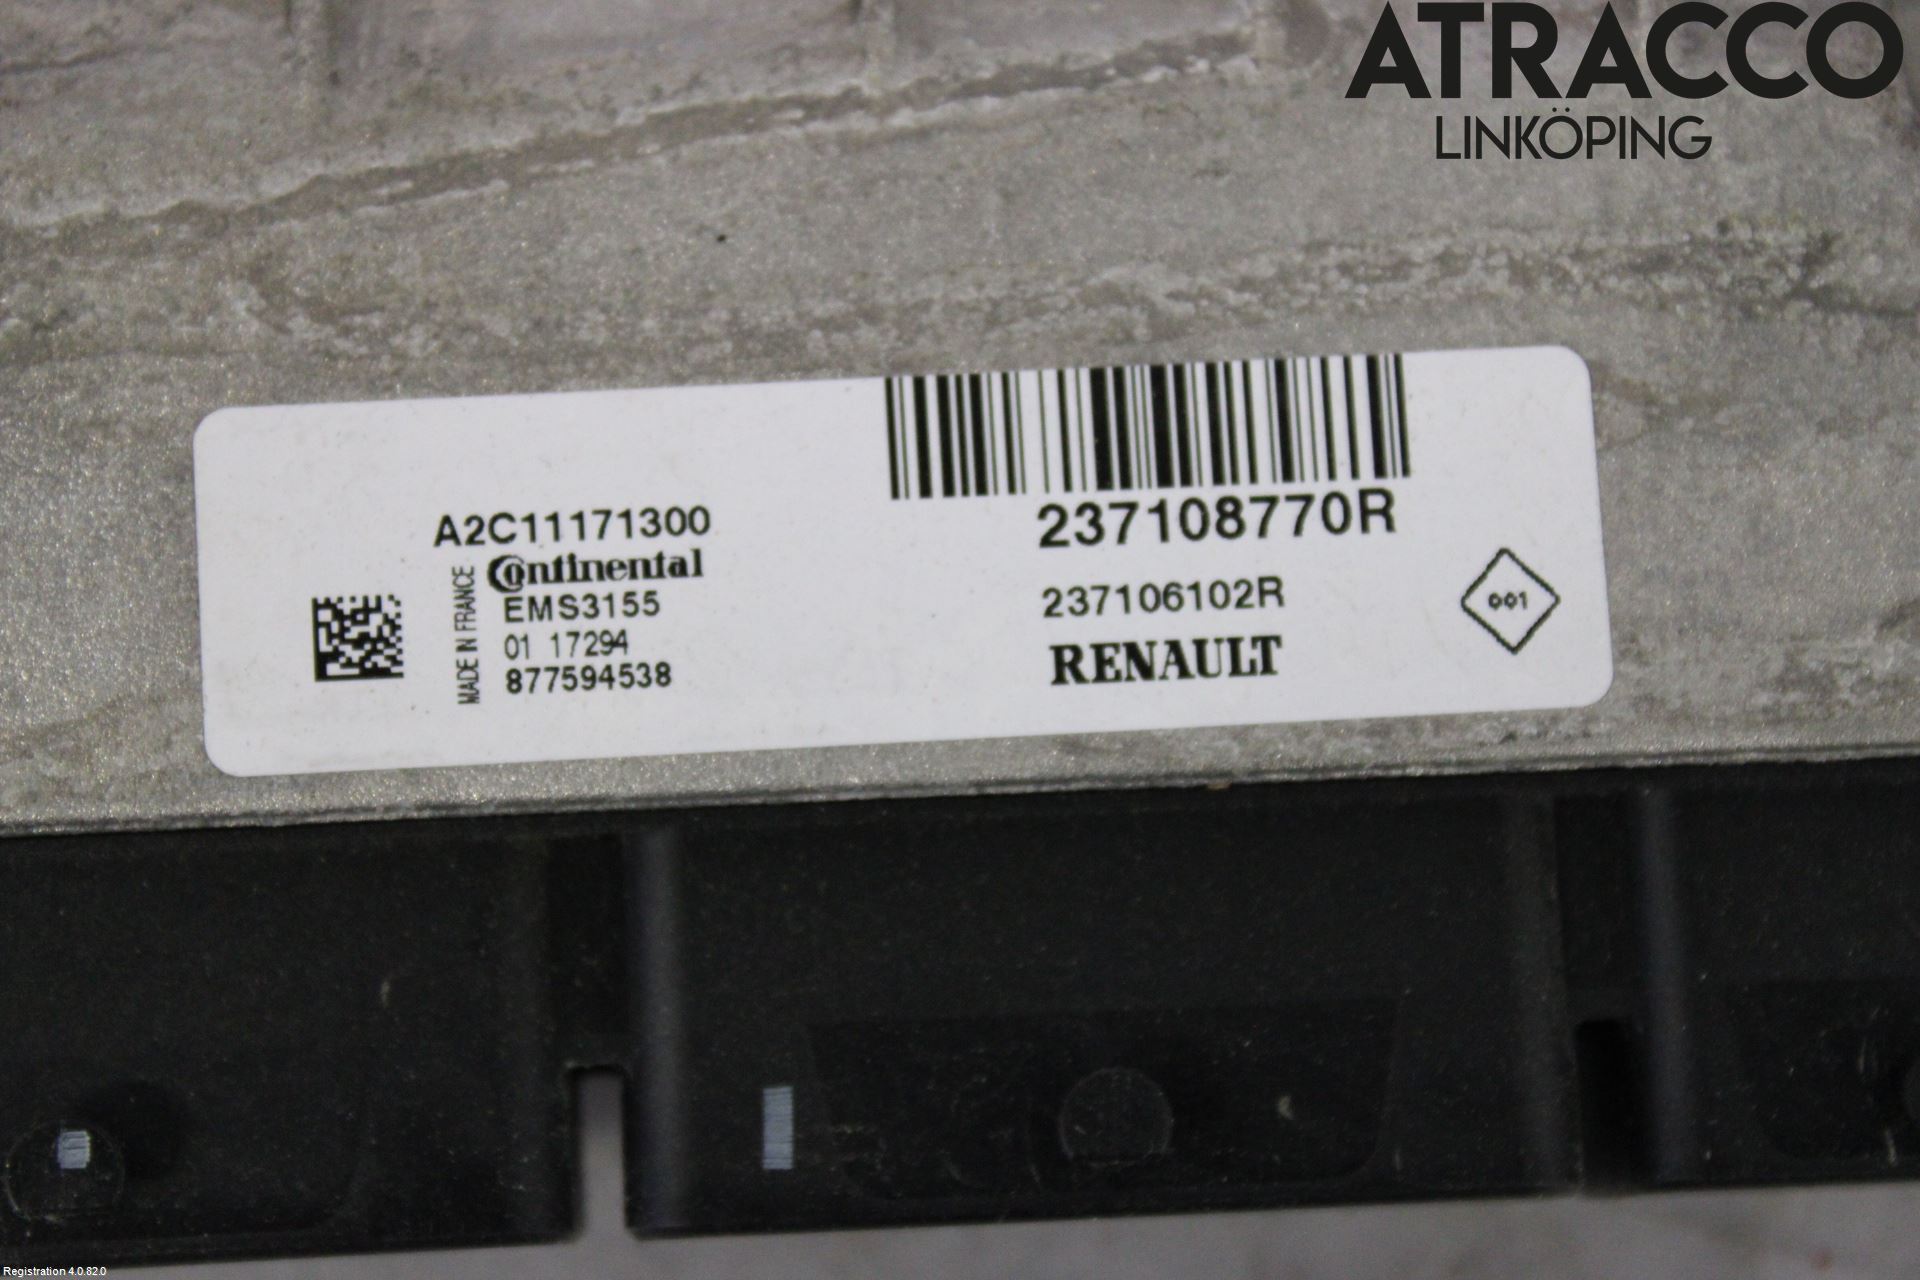 ATRACCO
LINKÖPING
A2C11171300
Continental
MADE IN FRANCE
EMS3155
01 17294
877594538
237108770R
237106102R
RENAULT
001
Registration 4.0.82.0